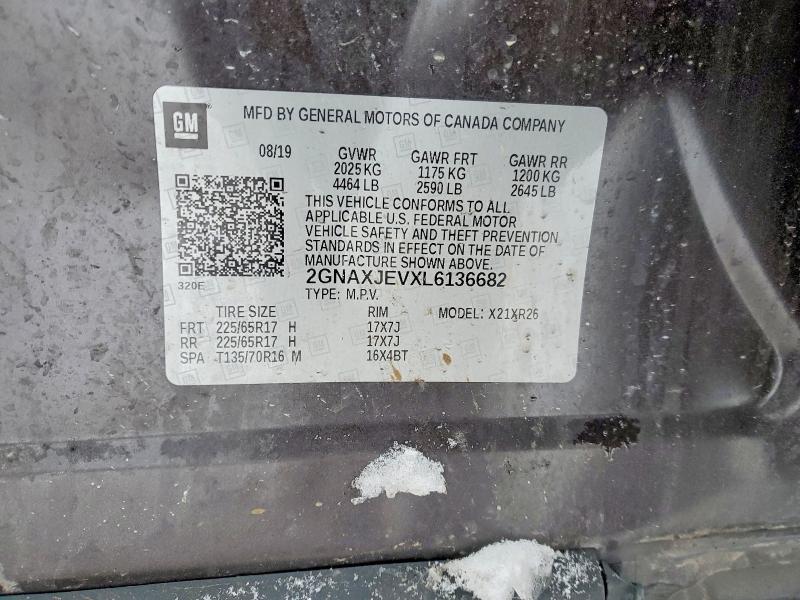 GM
MFD BY GENERAL MOTORS OF CANADA COMPANY
08/19 GVWR GAWR FRT GAWR RR
2025 KG 1175 KG 1200 KG
4464 LB 2590 LB 2645 LB
THIS VEHICLE CONFORMS TO ALL
APPLICABLE U.S. FEDERAL MOTOR
VEHICLE SAFETY AND THEFT PREVENTION
STANDARDS IN EFFECT ON THE DATE OF
MANUFACTURE SHOWN ABOVE.
320E
2GNAXJEVXL6136682
TYPE: M.P.V.
TIRE SIZE RIM MODEL: X21XR26
FRT 225/65R17 H 17X7J
RR 225/65R17 H 17X7J
SPA T135/70R16 M 16X4BT